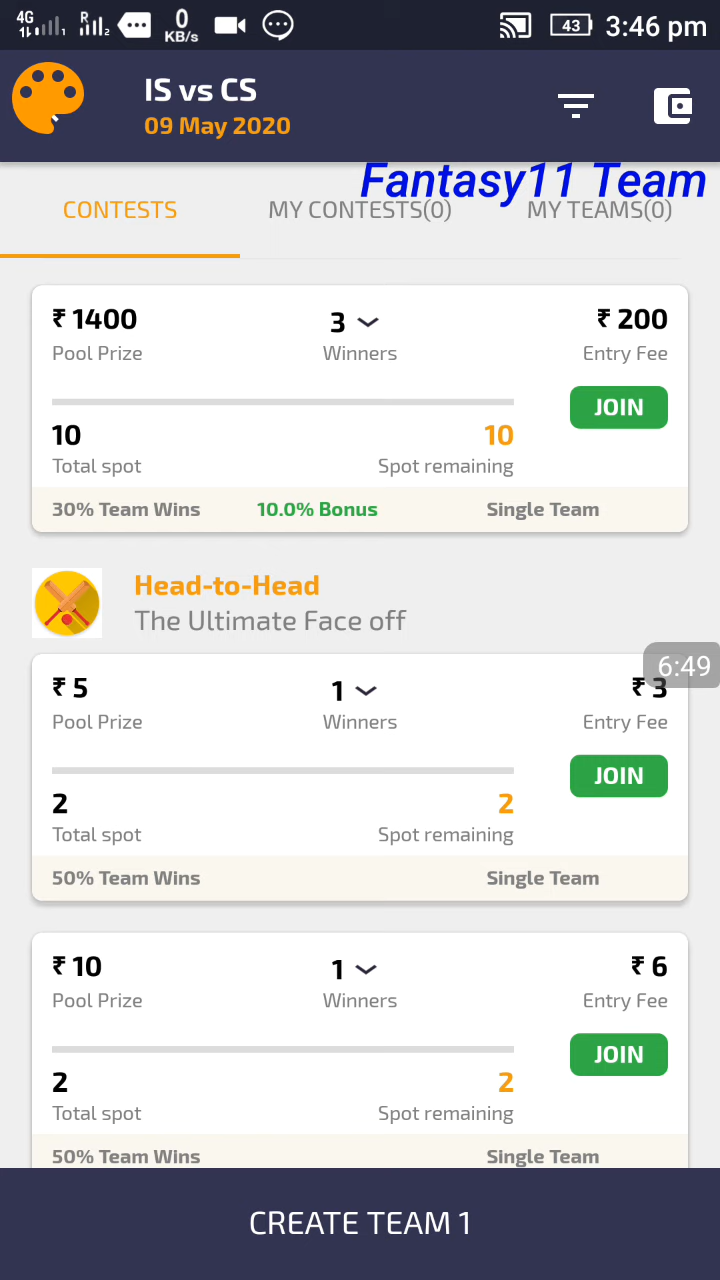 4G R 1 2 0 KB/s 43 3:46 pm
IS vs CS
09 May 2020
Fantasy11 Team
CONTESTS MY CONTESTS(0) MY TEAMS(0)
₹ 1400 3 ₹ 200
Pool Prize Winners Entry Fee
JOIN
10 10
Total spot Spot remaining
30% Team Wins 10.0% Bonus Single Team
Head-to-Head
The Ultimate Face off
6:49
₹ 5 1 ₹ 3
Pool Prize Winners Entry Fee
JOIN
2 2
Total spot Spot remaining
50% Team Wins Single Team
₹ 10 1 ₹ 6
Pool Prize Winners Entry Fee
JOIN
2 2
Total spot Spot remaining
50% Team Wins Single Team
CREATE TEAM 1